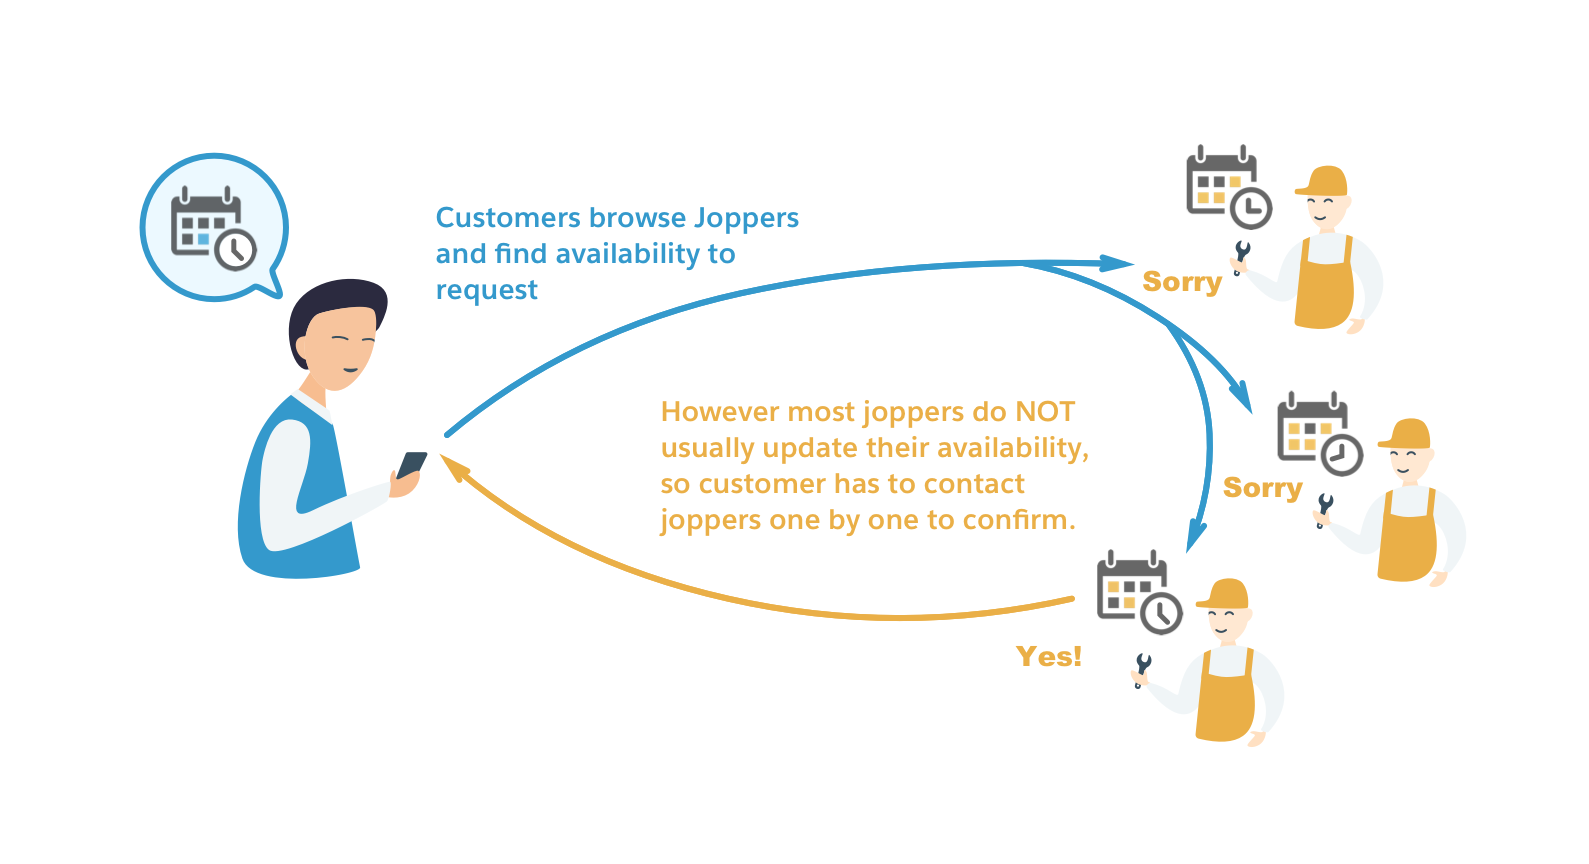 Customers browse Joppers
and find availability to
request
Sorry
However most joppers do NOT
usually update their availability,
so customer has to contact
joppers one by one to confirm.
Sorry
Yes!